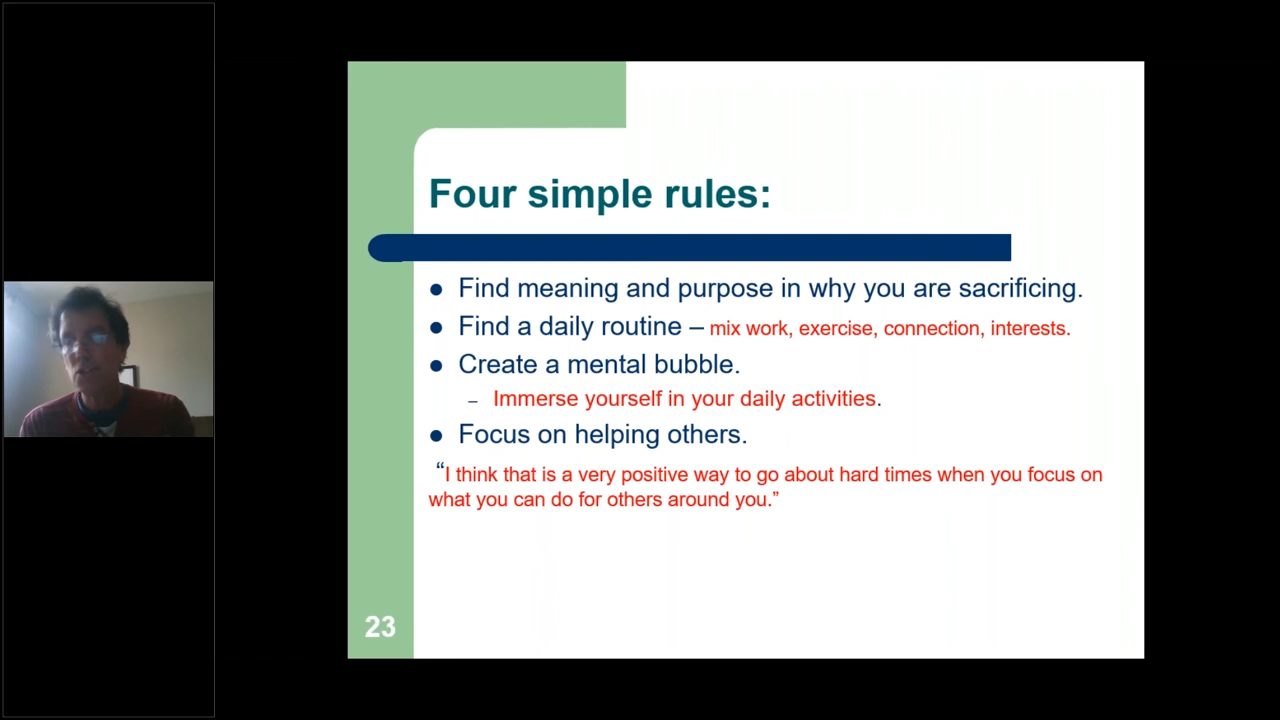 Four simple rules:
● Find meaning and purpose in why you are sacrificing.
● Find a daily routine – mix work, exercise, connection, interests.
● Create a mental bubble.
– Immerse yourself in your daily activities.
● Focus on helping others.
“I think that is a very positive way to go about hard times when you focus on
what you can do for others around you.”
23